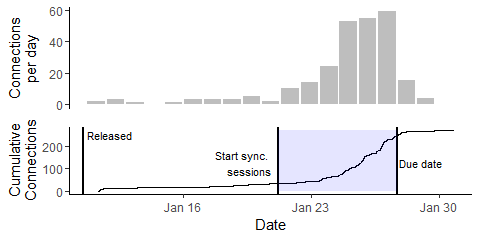 Connections
per day
60
40
20
0
Cumulative
Connections
200
100
0
Released
Start sync.
sessions
Due date
Jan 16
Jan 23
Jan 30
Date